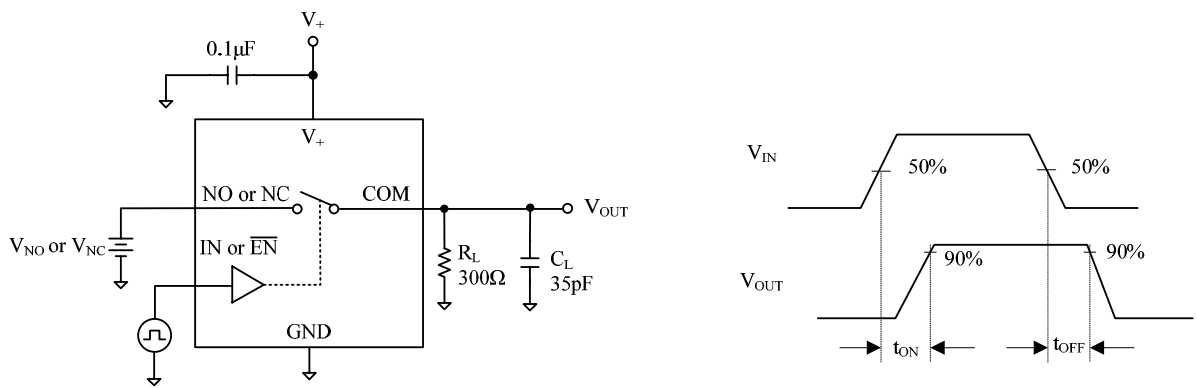 V+
0.1µF
V+
NO or NC
COM
VOUT
VNO or VNC
IN or E̅N̅
RL
300Ω
CL
35pF
GND
VIN
50%
50%
VOUT
90%
90%
tON
tOFF